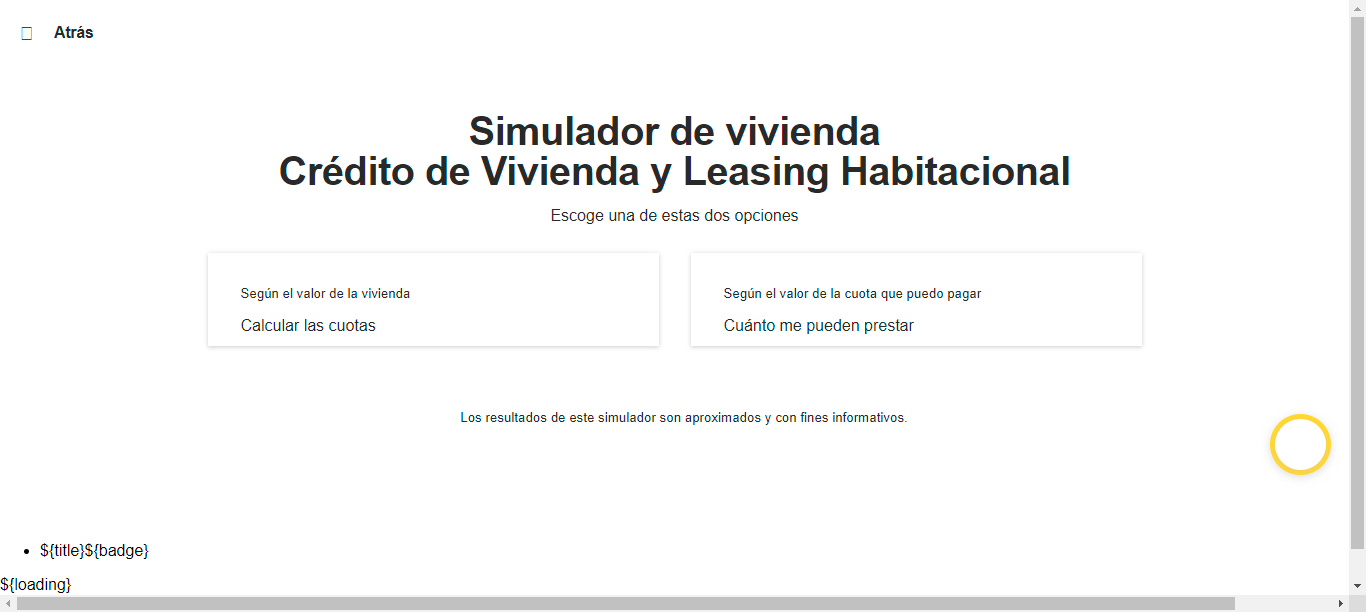 Atrás
Simulador de vivienda
Crédito de Vivienda y Leasing Habitacional
Escoge una de estas dos opciones
Según el valor de la vivienda
Calcular las cuotas
Según el valor de la cuota que puedo pagar
Cuánto me pueden prestar
Los resultados de este simulador son aproximados y con fines informativos.
${title}${badge}
${loading}